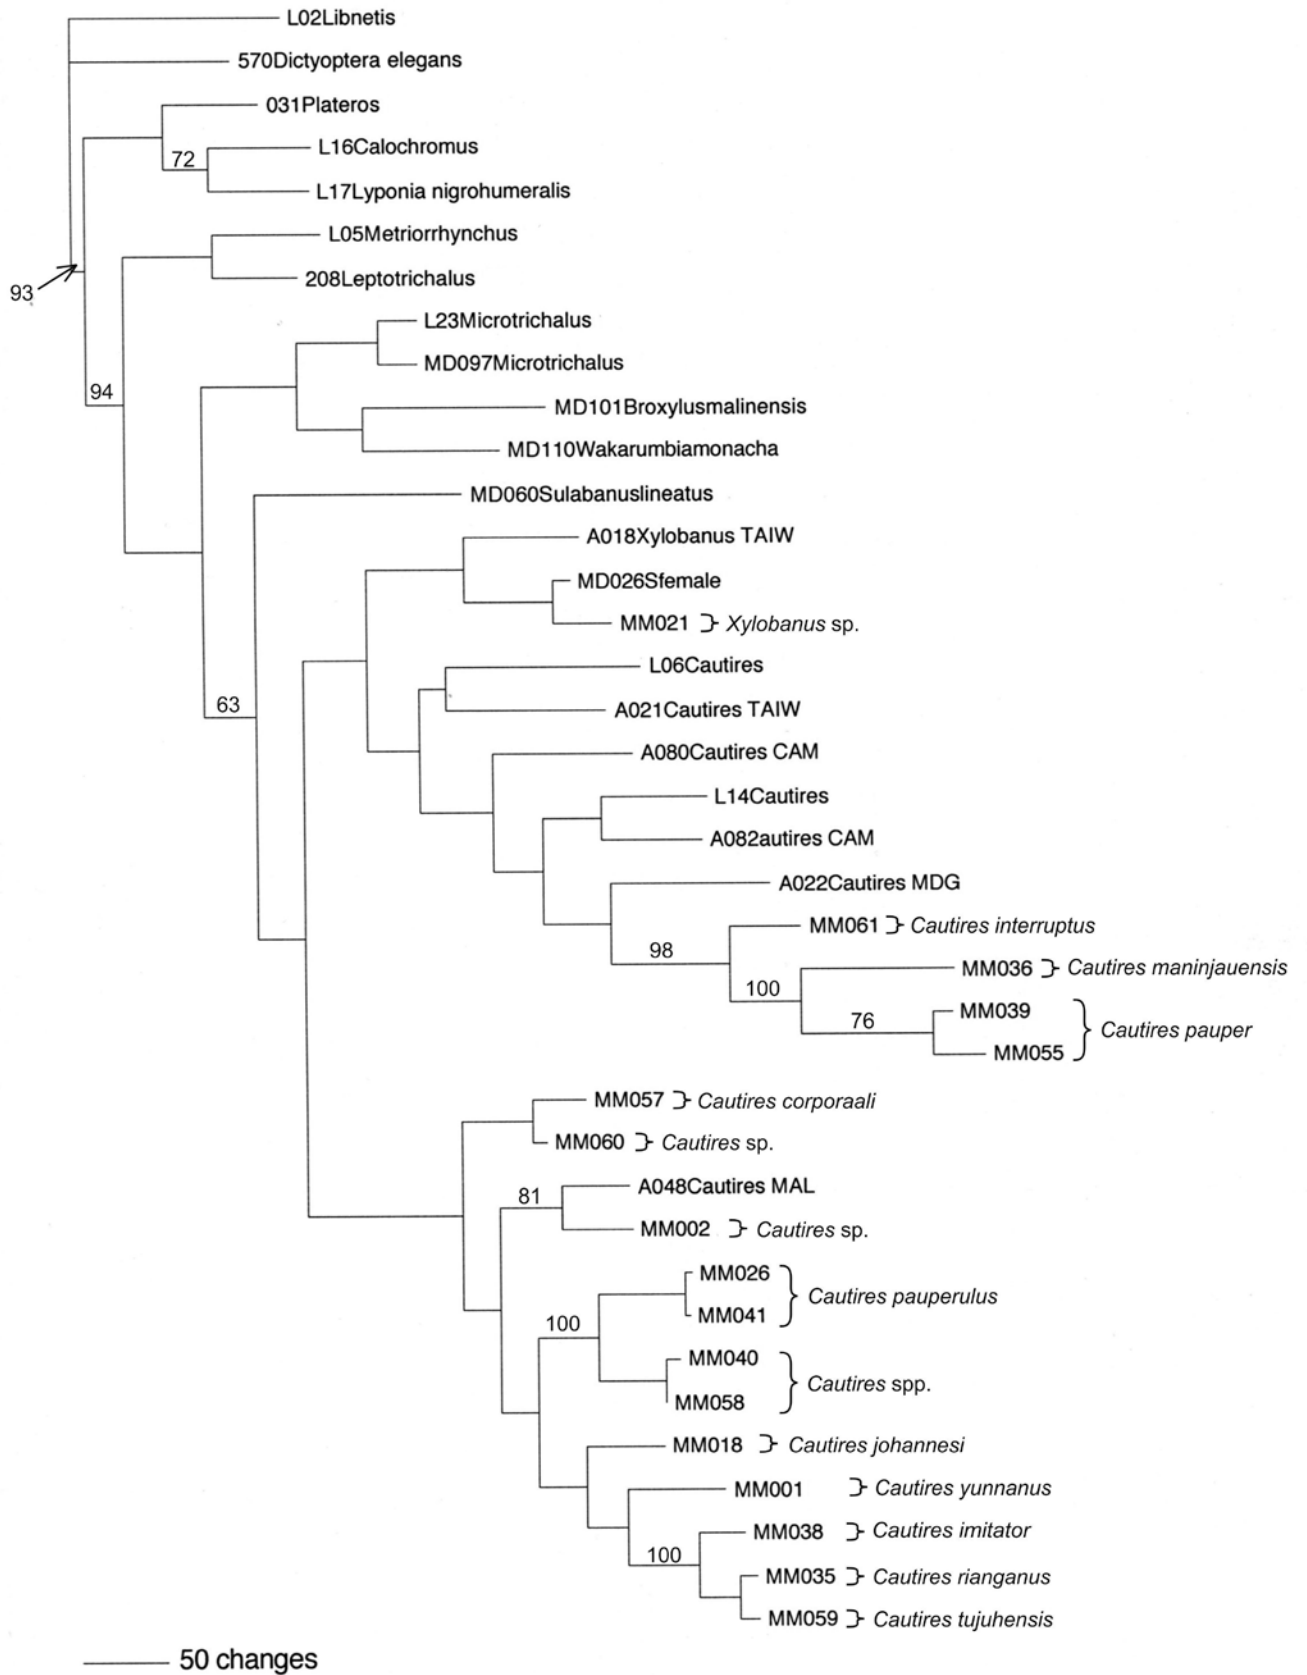 L02Libnetis
570Dictyoptera elegans
031Plateros
L16Calochromus
72
L17Lyponia nigrohumeralis
L05Metriorrhynchus
208Leptotrichalus
93
L23Microtrichalus
MD097Microtrichalus
94
MD101Broxylusmalinensis
MD110Wakarumbiamonacha
MD060Sulabanuslineatus
A018Xylobanus TAIW
MD026Sfemale
MM021 Xylobanus sp.
L06Cautires
63
A021Cautires TAIW
A080Cautires CAM
L14Cautires
A082autires CAM
A022Cautires MDG
MM061 Cautires interruptus
98
MM036 Cautires maninjauensis
100
MM039
76
Cautires pauper
MM055
MM057 Cautires corporaali
MM060 Cautires sp.
A048Cautires MAL
81
MM002 Cautires sp.
MM026
Cautires pauperulus
MM041
100
MM040
Cautires spp.
MM058
MM018 Cautires johannesi
MM001 Cautires yunnanus
MM038 Cautires imitator
100
MM035 Cautires rianganus
MM059 Cautires tujuhensis
50 changes